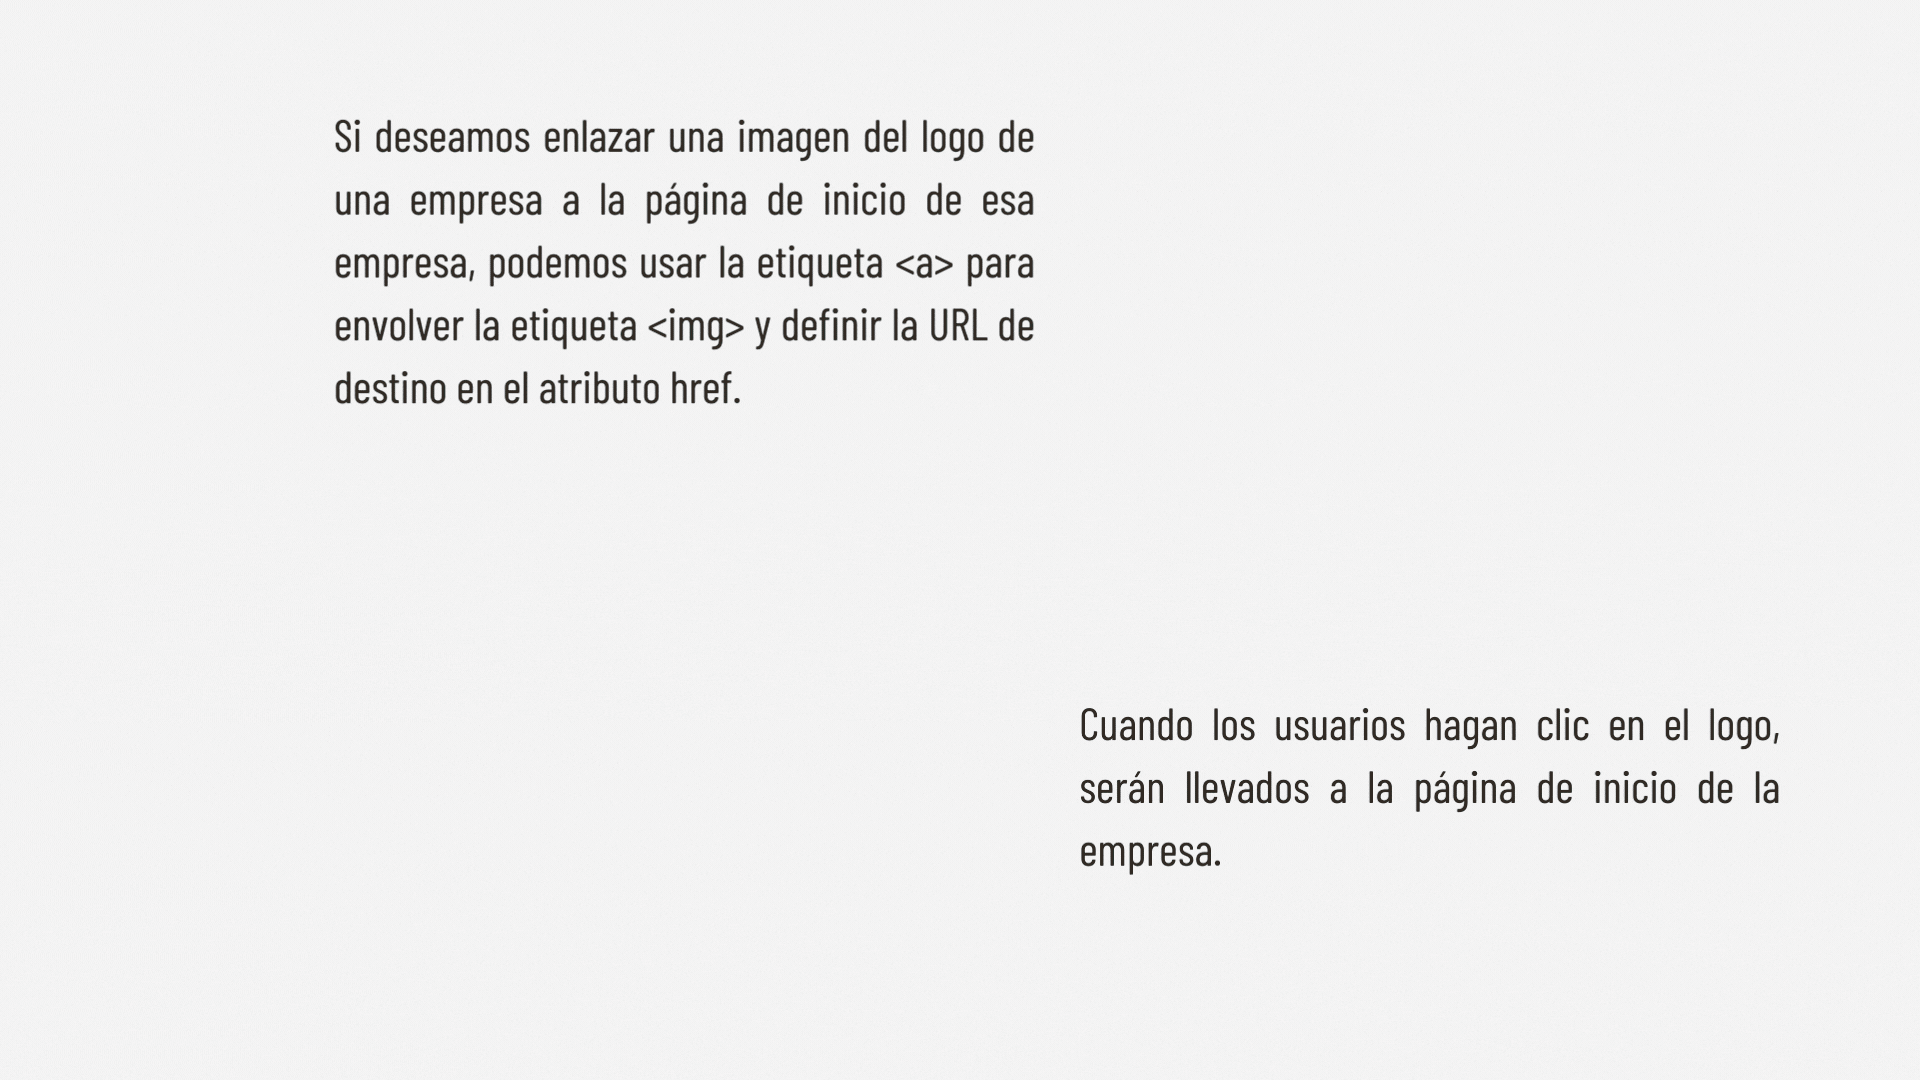 Si deseamos enlazar una imagen del logo de
una empresa a la página de inicio de esa
empresa, podemos usar la etiqueta <a> para
envolver la etiqueta <img> y definir la URL de
destino en el atributo href.
Cuando los usuarios hagan clic en el logo,
serán llevados a la página de inicio de la
empresa.